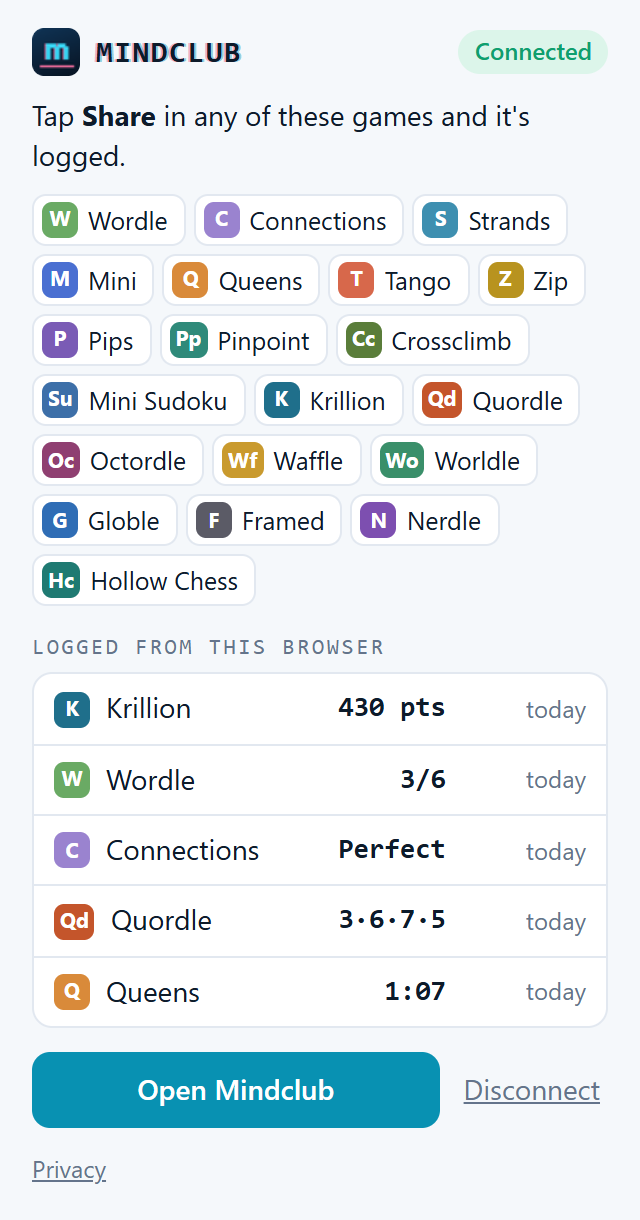 m MINDCLUB Connected
Tap Share in any of these games and it's
logged.
W Wordle C Connections S Strands
M Mini Q Queens T Tango Z Zip
P Pips Pp Pinpoint Cc Crossclimb
Su Mini Sudoku K Krillion Qd Quordle
Oc Octordle Wf Waffle Wo Worldle
G Globle F Framed N Nerdle
Hc Hollow Chess
LOGGED FROM THIS BROWSER
K Krillion 430 pts today
W Wordle 3/6 today
C Connections Perfect today
Qd Quordle 3·6·7·5 today
Q Queens 1:07 today
Open Mindclub Disconnect
Privacy